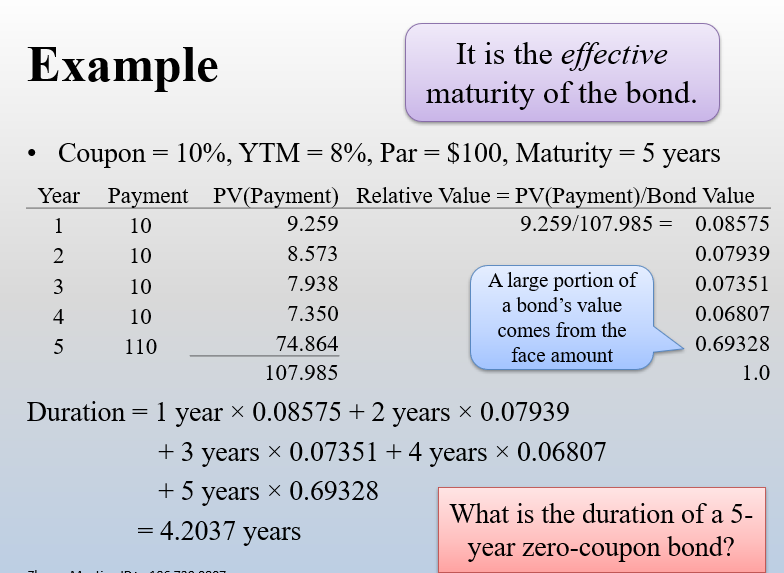 Example
It is the effective
maturity of the bond.
• Coupon = 10%, YTM = 8%, Par = $100, Maturity = 5 years
Year Payment PV(Payment) Relative Value = PV(Payment)/Bond Value
1 10 9.259 9.259/107.985 = 0.08575
2 10 8.573 0.07939
3 10 7.938 0.07351
4 10 7.350 0.06807
5 110 74.864 0.69328
107.985 1.0
A large portion of
a bond's value
comes from the
face amount
Duration = 1 year × 0.08575 + 2 years × 0.07939
+ 3 years × 0.07351 + 4 years × 0.06807
+ 5 years × 0.69328
= 4.2037 years
What is the duration of a 5-
year zero-coupon bond?